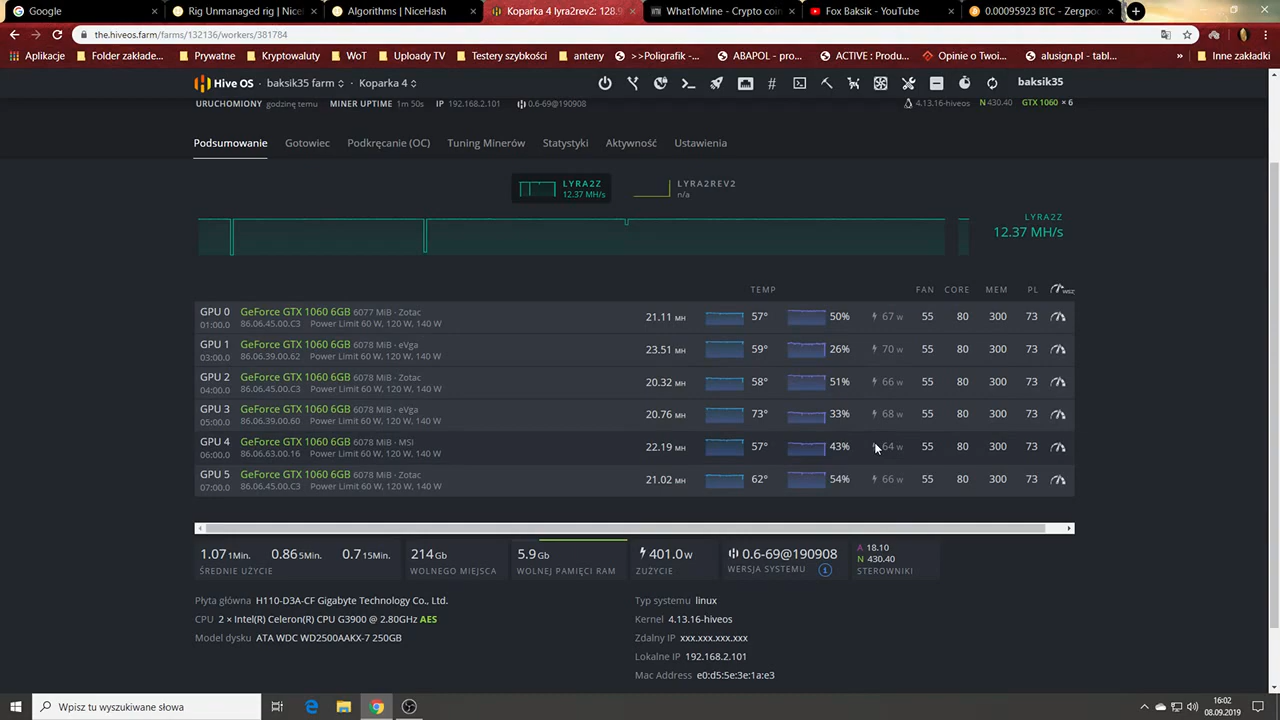 Google
Rig Unmanaged rig | NiceH
Algorithms | NiceHash
Koparka 4 lyra2rev2: 128.9
WhatToMine - Crypto coin
Fox Baksik - YouTube
0.00095923 BTC - Zergpoo
the.hiveos.farm/farms/132136/workers/381784
Aplikacje
Folder zakłade...
Prywatne
Kryptowaluty
WoT
Uploady TV
Testery szybkości
anteny
>>Poligrafik -...
ABAPOL - pro...
ACTIVE : Produ...
Opinie o Twoi...
alusign.pl - tabl...
»
Inne zakładki
Hive OS
baksik35 farm
Koparka 4
baksik35
URUCHOMIONY godzinę temu
MINER UPTIME 1m 50s
IP 192.168.2.101
0.6-69@190908
4.13.16-hiveos
N 430.40
GTX 1060 × 6
Podsumowanie
Gotowiec
Podkręcanie (OC)
Tuning Minerów
Statystyki
Aktywność
Ustawienia
LYRA2Z
12.37 MH/s
LYRA2REV2
n/a
LYRA2Z
12.37 MH/s
TEMP FAN CORE MEM PL
GPU 0 GeForce GTX 1060 6GB 6077 MiB · Zotac 21.11 MH 57° 50% 67 W 55 80 300 73
01:00.0 86.06.45.00.C3 Power Limit 60 W, 120 W, 140 W
GPU 1 GeForce GTX 1060 6GB 6078 MiB · eVga 23.51 MH 59° 26% 70 W 55 80 300 73
03:00.0 86.06.39.00.62 Power Limit 60 W, 120 W, 140 W
GPU 2 GeForce GTX 1060 6GB 6078 MiB · Zotac 20.32 MH 58° 51% 66 W 55 80 300 73
04:00.0 86.06.45.00.C3 Power Limit 60 W, 120 W, 140 W
GPU 3 GeForce GTX 1060 6GB 6078 MiB · eVga 20.76 MH 73° 33% 68 W 55 80 300 73
05:00.0 86.06.39.00.60 Power Limit 60 W, 120 W, 140 W
GPU 4 GeForce GTX 1060 6GB 6078 MiB · MSI 22.19 MH 57° 43% 64 W 55 80 300 73
06:00.0 86.06.63.00.16 Power Limit 60 W, 120 W, 140 W
GPU 5 GeForce GTX 1060 6GB 6078 MiB · Zotac 21.02 MH 62° 54% 66 W 55 80 300 73
07:00.0 86.06.45.00.C3 Power Limit 60 W, 120 W, 140 W
1.07 1Min. 0.86 5Min. 0.7 15Min.
ŚREDNIE UŻYCIE
214 Gb
WOLNEGO MIEJSCA
5.9 Gb
WOLNEJ PAMIĘCI RAM
401.0 W
ZUŻYCIE
0.6-69@190908
WERSJA SYSTEMU
A 18.10
N 430.40
STEROWNIKI
Płyta główna H110-D3A-CF Gigabyte Technology Co., Ltd.
CPU 2 × Intel(R) Celeron(R) CPU G3900 @ 2.80GHz AES
Model dysku ATA WDC WD2500AAKX-7 250GB
Typ systemu linux
Kernel 4.13.16-hiveos
Zdalny IP xxx.xxx.xxx.xxx
Lokalne IP 192.168.2.101
Mac Address e0:d5:5e:3e:1a:e3
Wpisz tu wyszukiwane słowa
16:02
08.09.2019